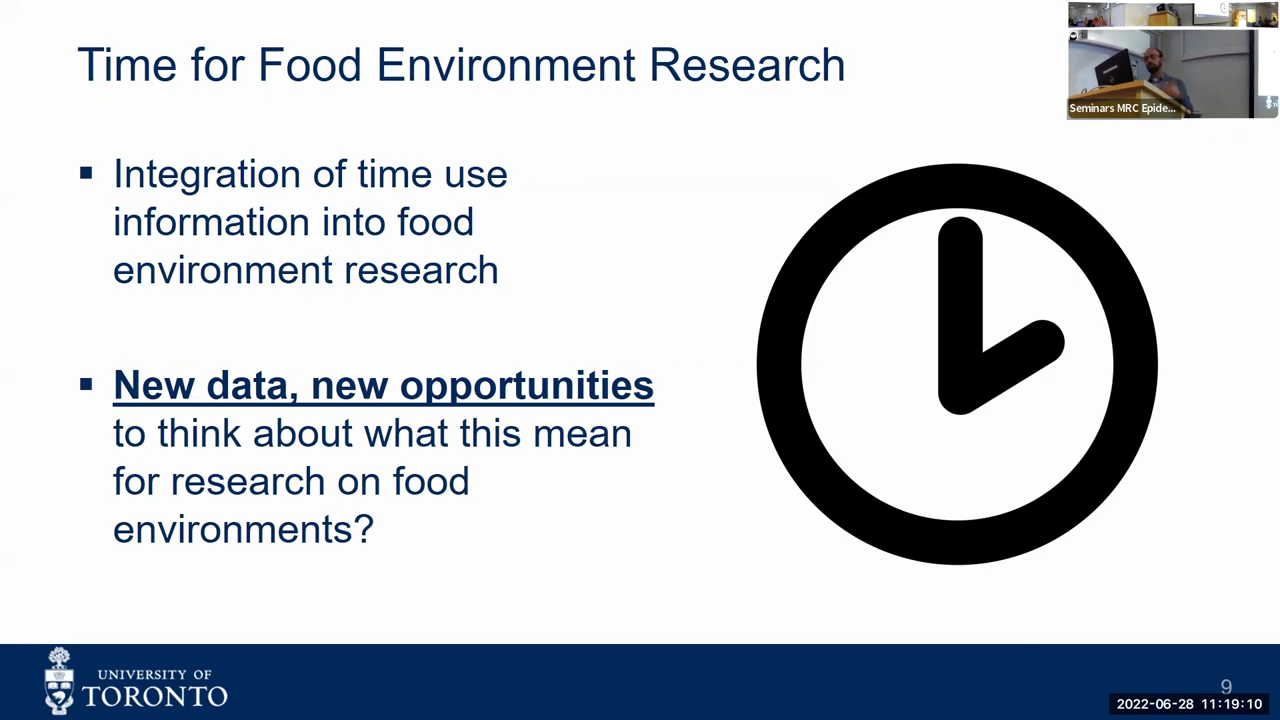 Time for Food Environment Research
Seminars MRC Epide...
▪ Integration of time use
information into food
environment research
▪ New data, new opportunities
to think about what this mean
for research on food
environments?
UNIVERSITY OF
TORONTO
9
2022-06-28 11:19:10